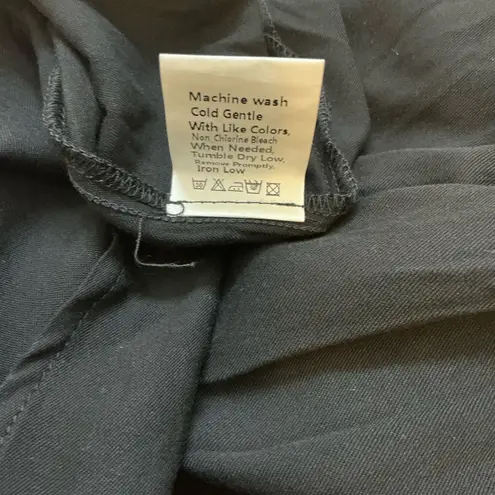 Machine wash
Cold Gentle
With Like Colors,
Non Chlorine Bleach
When Needed,
Tumble Dry Low,
Remove Promptly,
Iron Low
30